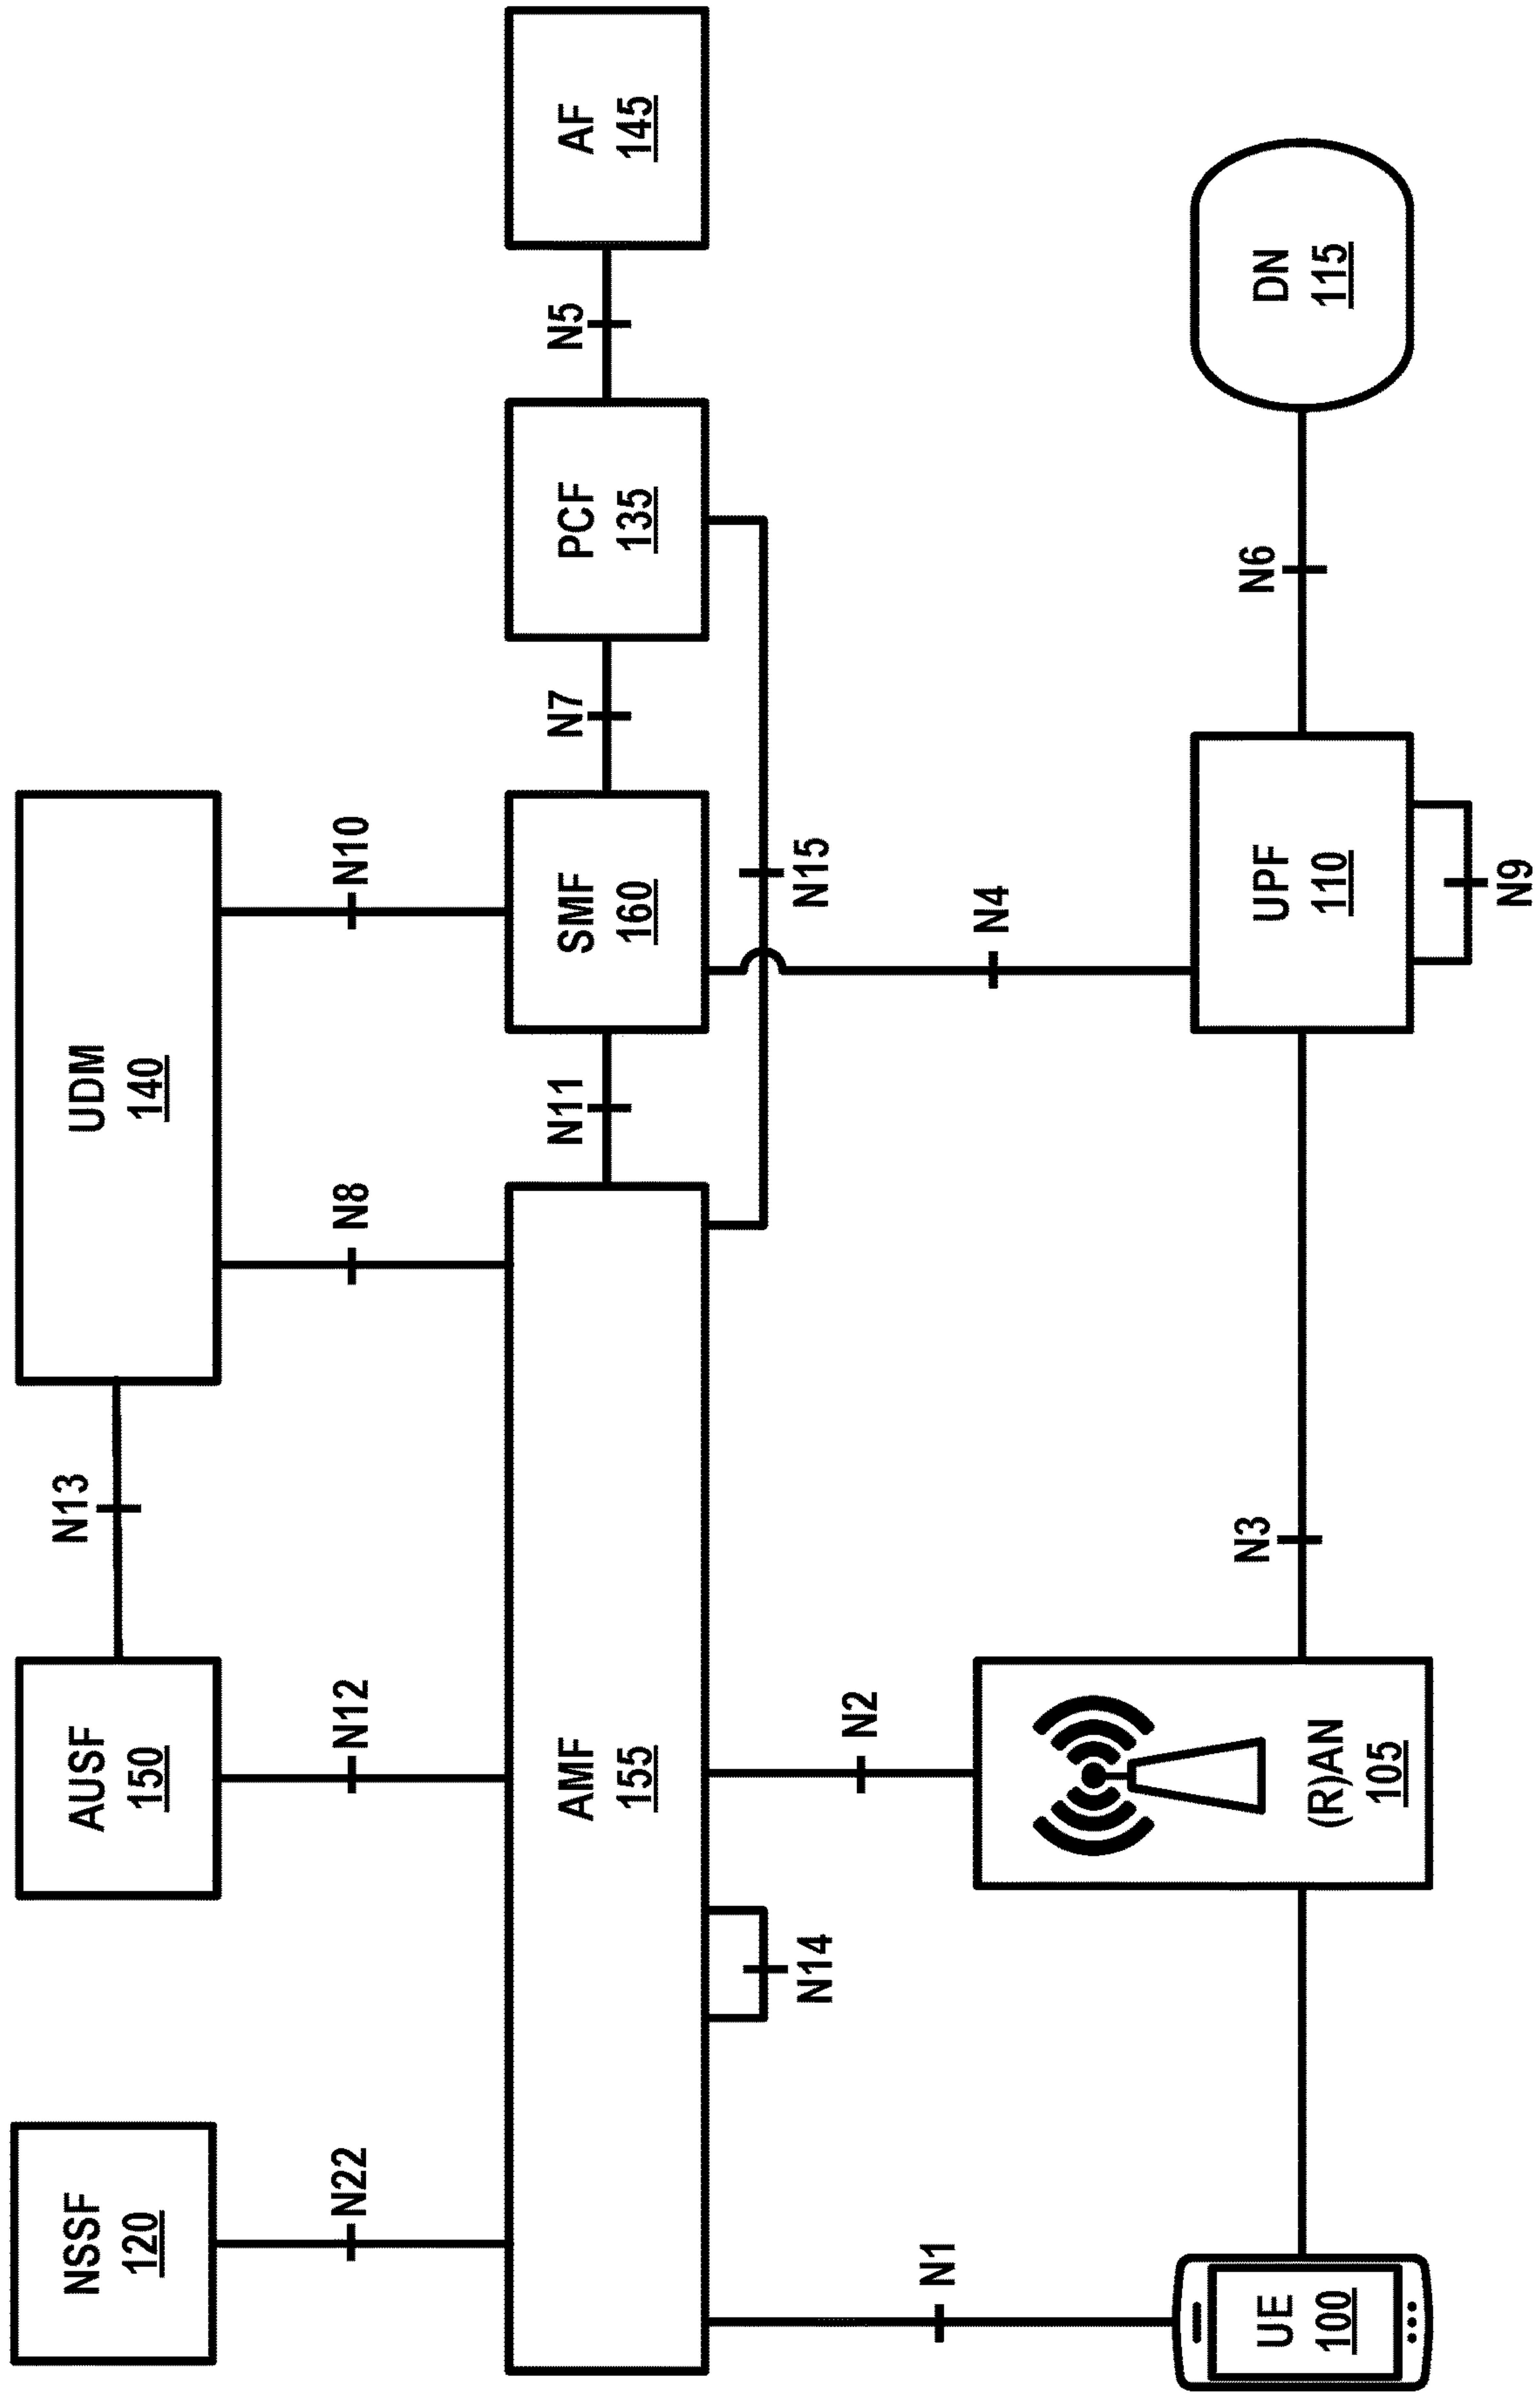 NSSF
120
AUSF
150
UDM
140
N13
N22
N12
N8
N10
AMF
155
N11
SMF
160
N7
PCF
135
N5
AF
145
N14
N15
N1
N2
N4
UE
100
(R)AN
105
N3
UPF
110
N6
DN
115
N9